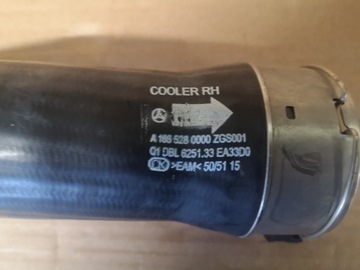 COOLER RH
A 166 528 0000 ZGS001
01 DBL 6251.33 EA33D0
>EAM< 50/51 15